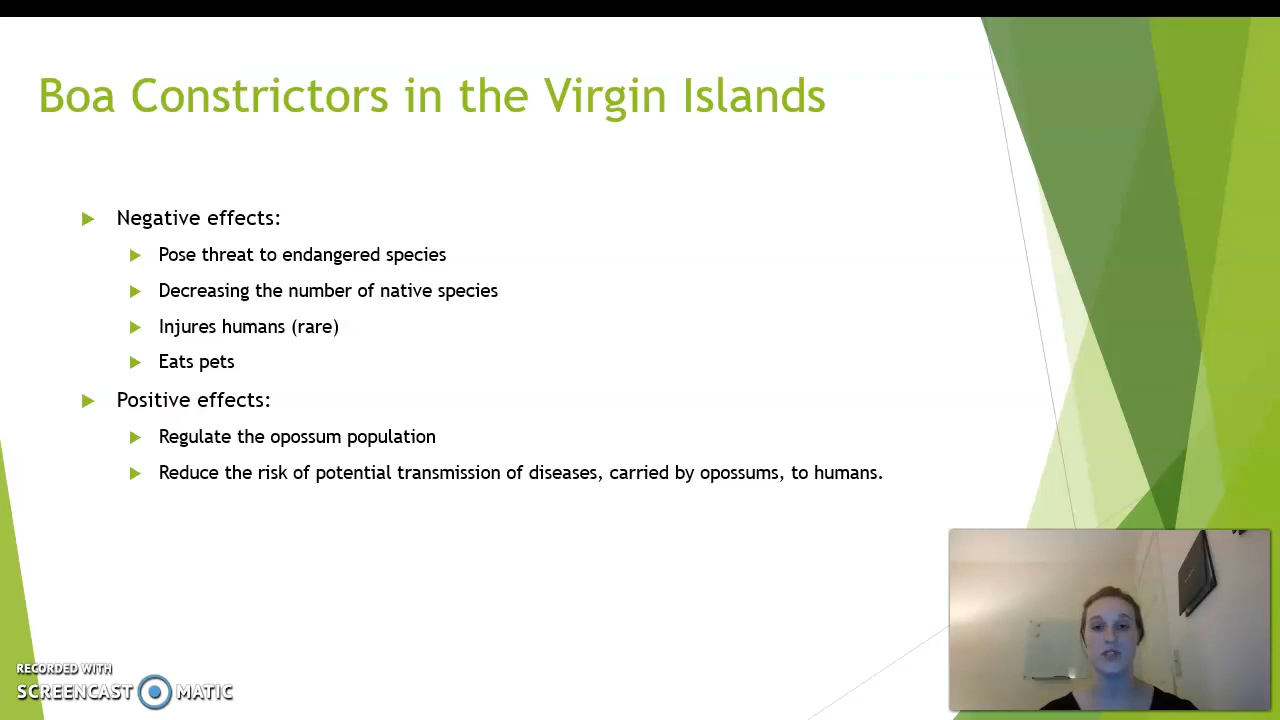 Boa Constrictors in the Virgin Islands
Negative effects:
Pose threat to endangered species
Decreasing the number of native species
Injures humans (rare)
Eats pets
Positive effects:
Regulate the opossum population
Reduce the risk of potential transmission of diseases, carried by opossums, to humans.
RECORDED WITH
SCREENCAST MATIC